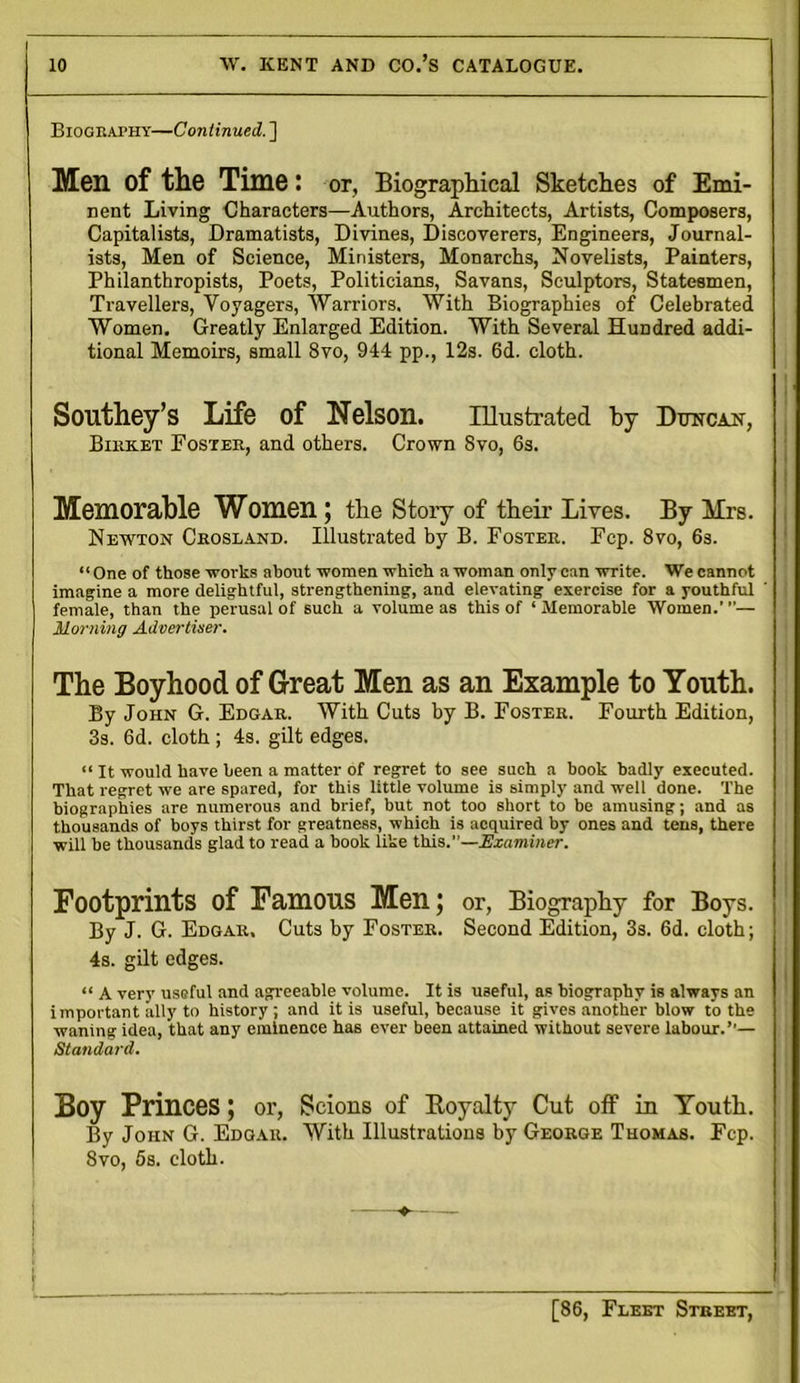 10 W. KENT AND CO.'S CATALOGUE.
BIOGRAPHY—Continued.]
Men of the Time: or, Biographical Sketches of Emi-
nent Living Characters—Authors, Architects, Artists, Composers,
Capitalists, Dramatists, Divines, Discoverers, Engineers, Journal-
ists, Men of Science, Ministers, Monarchs, Novelists, Painters,
Philanthropists, Poets, Politicians, Savans, Sculptors, Statesmen,
Travellers, Voyagers, Warriors. With Biographies of Celebrated
Women. Greatly Enlarged Edition. With Several Hundred addi-
tional Memoirs, small 8vo, 944 pp., 12s. 6d. cloth.
Southey's Life of Nelson. Illustrated by DUNCAN,
BIRKET FOSTER, and others. Crown 8vo, 6s.
Memorable Women; the Story of their Lives. By Mrs.
NEWTON CROSLAND. Illustrated by B. FOSTER. Fcp. 8vo, 6s.
"One of those works about women which a woman only can write. We cannot
imagine a more delightful, strengthening, and elevating exercise for a youthful
female, than the perusal of such a volume as this of 'Memorable Women.'"—
Morning Advertiser.
The Boyhood of Great Men as an Example to Youth.
By JOHN G. EDGAR. With Cuts by B. FOSTER. Fourth Edition,
3s. 6d. cloth; 4s. gilt edges.
"It would have been a matter of regret to see such a book badly executed.
That regret we are spared, for this little volume is simply and well done. The
biographies are numerous and brief, but not too short to be amusing; and as
thousands of boys thirst for greatness, which is acquired by ones and tens, there
will be thousands glad to read a book like this."—Examiner.
Footprints of Famous Men; or, Biography for Boys.
By J. G. EDGAR. Cuts by FOSTER. Second Edition, 3s. 6d. cloth;
4s. gilt edges.
"A very useful and agreeable volume. It is useful, as biography is always an
important ally to history; and it is useful, because it gives another blow to the
waning idea, that any eminence has ever been attained without severe labour."—
Standard.
Boy Princes; or, Scions of Royalty Cut off in Youth.
By JOHN G. EDGAR. With Illustrations by GEORGE THOMAS. Fcp.
8vo, 5s. cloth.
[86, FLEET STREET,